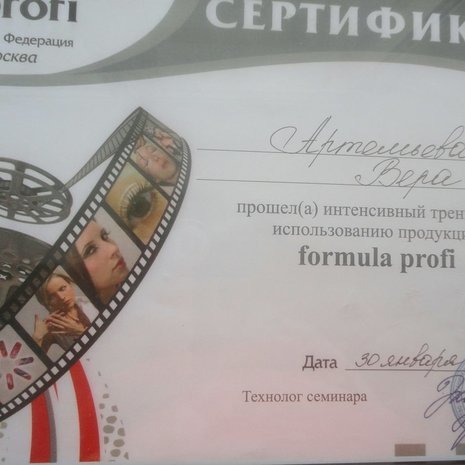 profi
СЕРТИФИК
Федерация
осква
Артемьева
Вера
прошел(а) интенсивный трен
использованию продукци
formula profi
Дата 30 января
Технолог семинара